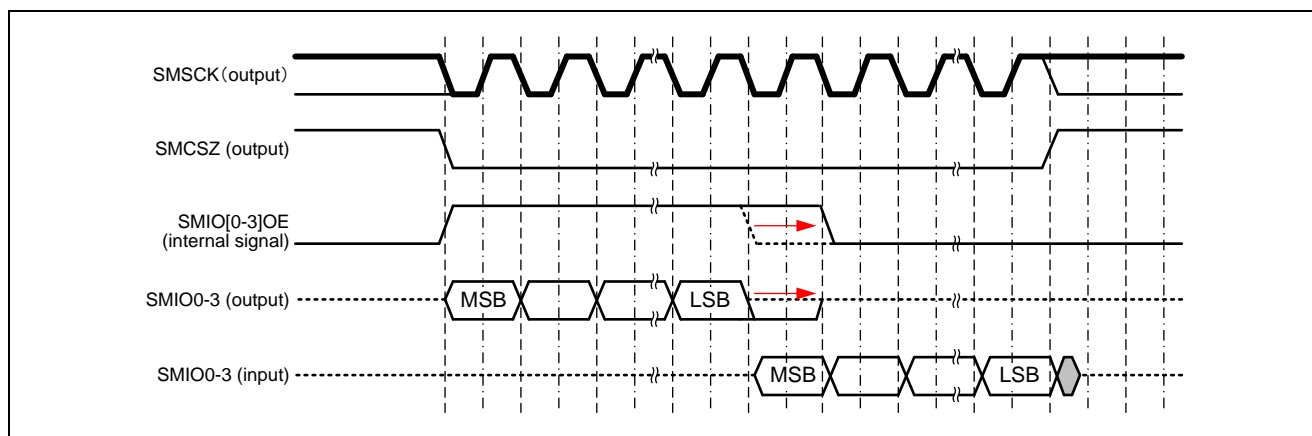 SMSCK（output）
SMCSZ (output)
SMIO[0-3]OE
(internal signal)
SMIO0-3 (output)
MSB
LSB
SMIO0-3 (input)
MSB
LSB